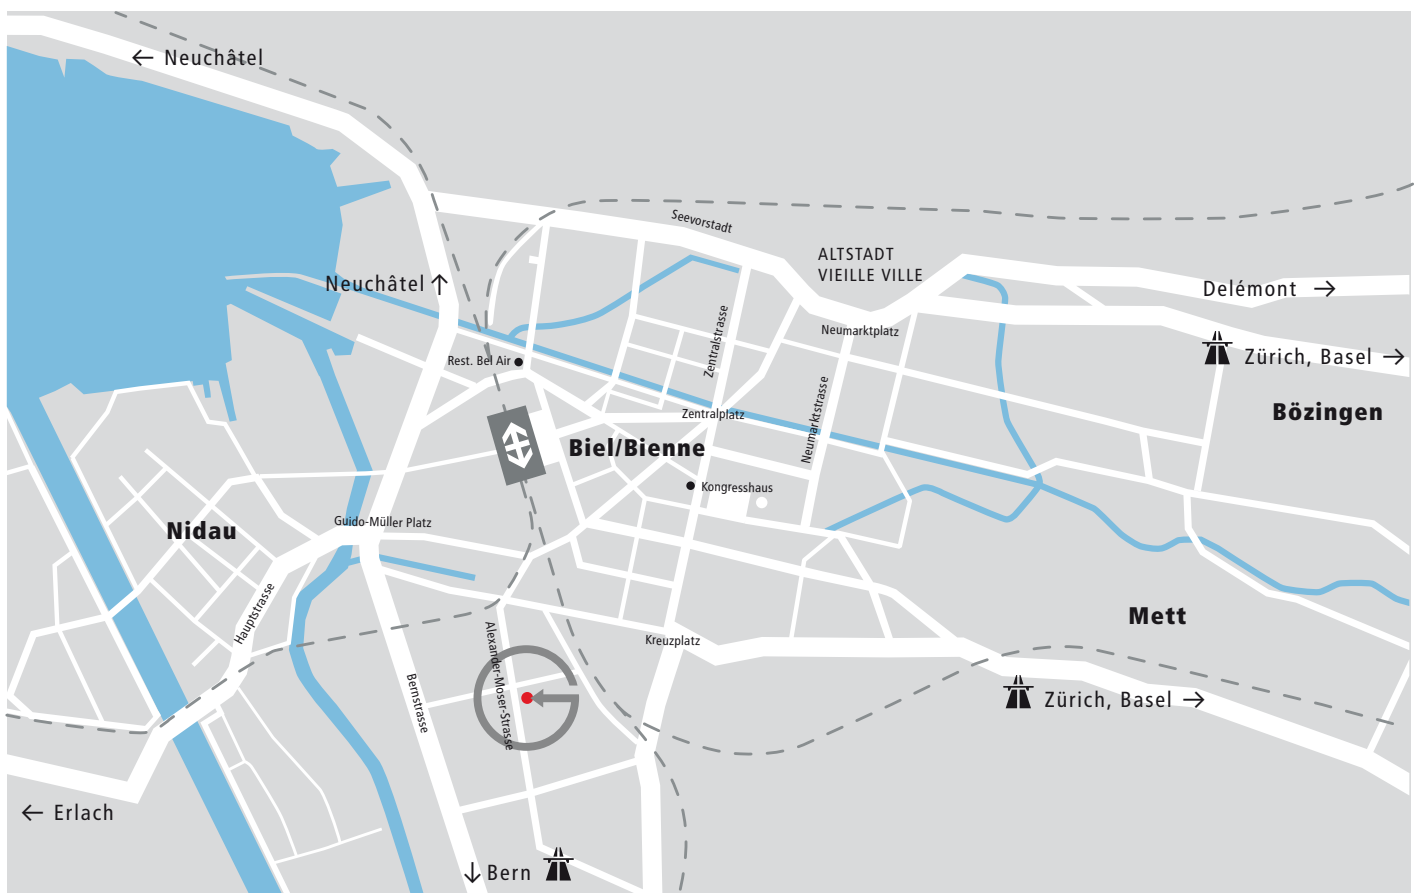 ← Neuchâtel
Seevorstadt
ALTSTADT
VIEILLE VILLE
Neuchâtel ↑
Delémont →
Neumarktplatz
Zentralstrasse
Rest. Bel Air
Zürich, Basel →
Zentralplatz
Neumarktstrasse
Bözingen
Biel/Bienne
Kongresshaus
Guido-Müller Platz
Nidau
Hauptstrasse
Mett
Alexander-Moser-Strasse
Kreuzplatz
Bernstrasse
Zürich, Basel →
← Erlach
↓ Bern